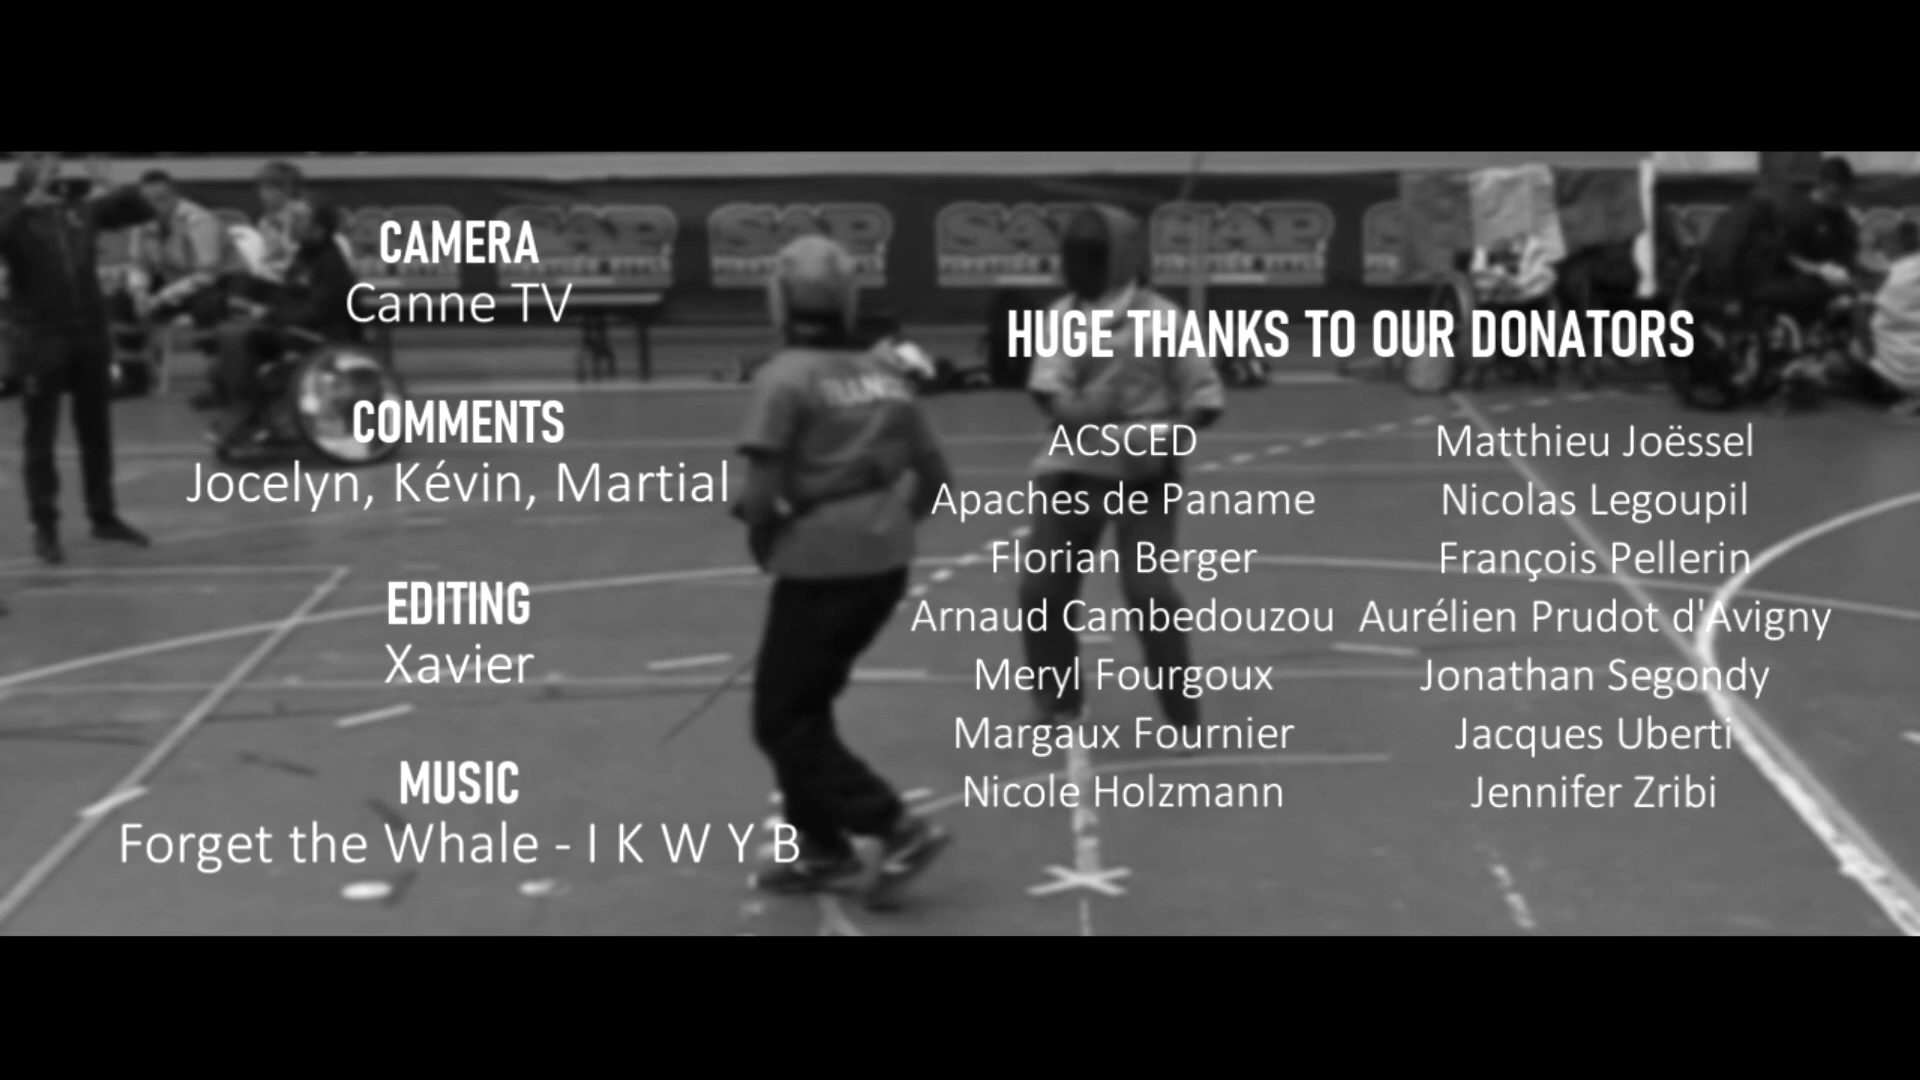 CAMERA
Canne TV
COMMENTS
Jocelyn, Kévin, Martial
EDITING
Xavier
MUSIC
Forget the Whale - I K W Y B
HUGE THANKS TO OUR DONATORS
ACSCED
Apaches de Paname
Florian Berger
Arnaud Cambedouzou
Meryl Fourgoux
Margaux Fournier
Nicole Holzmann
Matthieu Joëssel
Nicolas Legoupil
François Pellerin
Aurélien Prudot d'Avigny
Jonathan Segondy
Jacques Uberti
Jennifer Zribi